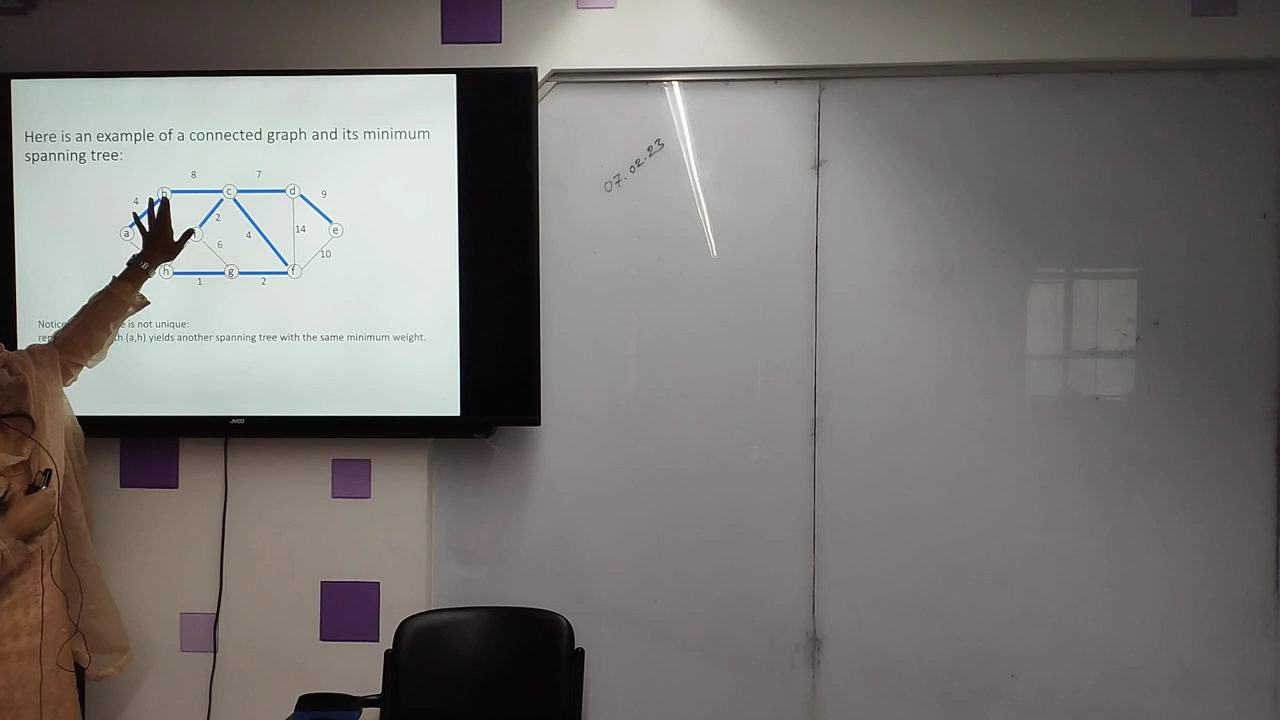 Here is an example of a connected graph and its minimum
spanning tree:
8 7
4 b c d 9
2
a 4 14 e
6 10
h g f
1 2
Notice is not unique:
(a,h) yields another spanning tree with the same minimum weight.
JVCO
07.02.23